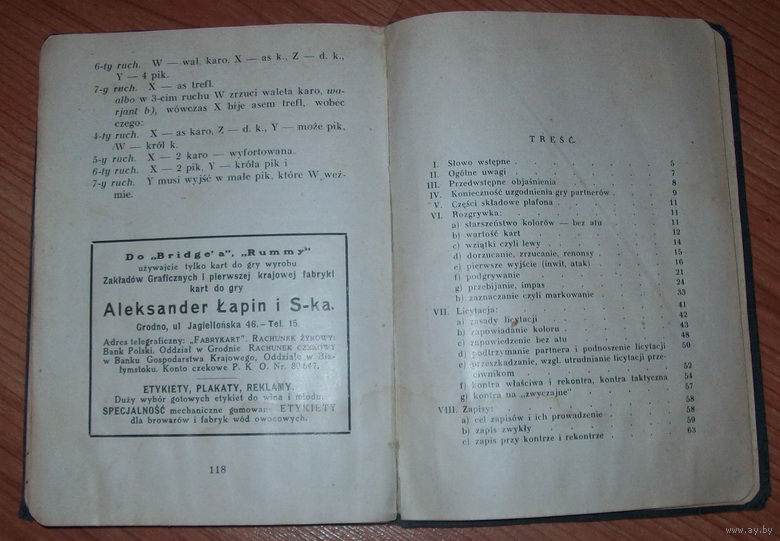 6-ty ruch. W — wal. karo, X — as k., Z — d. k.,
Y — 4 pik.
7-y ruch. X — as trefl.
albo w 3-cim ruchu W zrzuci waleta karo, wa-
rjant b), wówczas X bije asem trefl, wobec
czego:
4-ty ruch. X — as karo, Z — d. k., Y — może pik,
W — król k.
5-y ruch. X — 2 karo — wyfortowana.
6-ty ruch. X — 2 pik, Y — króla pik i
7-y ruch. Y musi wyjść w małe pik, które W weź-
mie.
Do „Bridge'a", „Rummy"
używajcie tylko kart do gry wyrobu
Zakładów Graficznych i pierwszej krajowej fabryki
kart do gry
Aleksander Łapin i S-ka.
Grodno, ul Jagiellońska 46. – Tel. 15.
Adres telegraficzny: „FABRYKART". RACHUNEK ŻYROWY:
Bank Polski. Oddział w Grodnie RACHUNEK CZEKOWY
w Banku Gospodarstwa Krajowego, Oddział w Bia-
łymstoku. Konto czekowe P. K. O. Nr. 80.647.
ETYKIETY, PLAKATY, REKLAMY.
Duży wybór gotowych etykiet do wina i miodu.
SPECJALNOŚĆ mechaniczne gumowane ETYKIETY
dla browarów i fabryk wód owocowych.
118
TREŚĆ.
I. Słowo wstępne . 5
II. Ogólne uwagi . 7
III. Przedwstępne objaśnienia . 8
IV. Konieczność uzgodnienia gry partnerów . 9
V. Części składowe plafona . 11
VI. Rozgrywka: . 11
a) starszeństwo kolorów — bez atu . 11
b) wartość kart . 12
c) wziątki czyli lewy . 14
d) dorzucanie, zrzucanie, renonsy . 15
e) pierwsze wyjście (inwit, atak) . 16
f) podgrywanie . 21
g) przebijanie, impas . 24
h) zaznaczanie czyli markowanie . 33
VII. Licytacja: . 41
a) zasady licytacji . 42
b) zapowiadanie koloru . 43
c) zapowiedzenie bez atu . 48
d) podtrzymanie partnera i podnoszenie licytacji 50
e) przeszkadzanie, wzgl. utrudnianie licytacji prze-
ciwnikom . 52
f) kontra właściwa i rekontra, kontra taktyczna 54
g) kontra na „zwyczajne" . 57
VIII. Zapisy: . 58
a) cel zapisów i ich prowadzenie . 58
b) zapis zwykły . 59
c) zapis przy kontrze i rekontrze . 63
www.ay.by